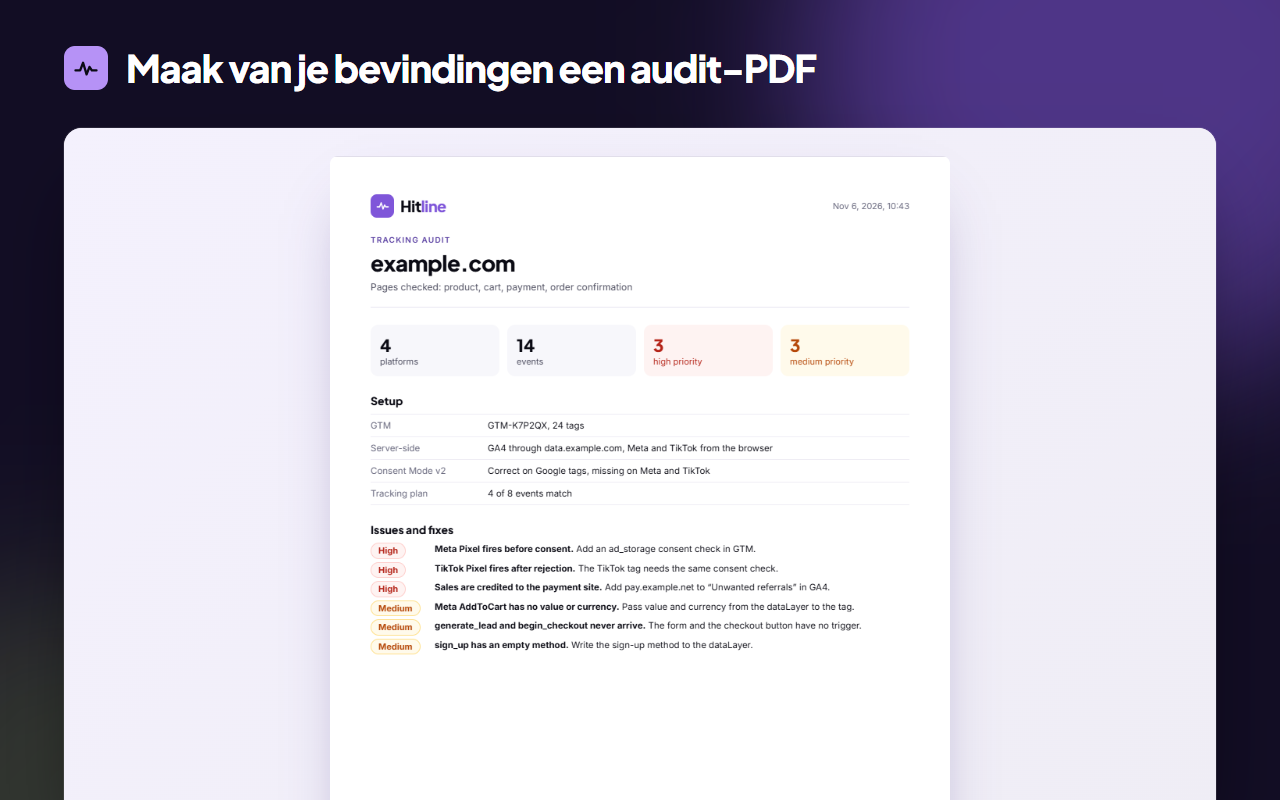 Maak van je bevindingen een audit-PDF
Hitline
Nov 6, 2026, 10:43
TRACKING AUDIT
example.com
Pages checked: product, cart, payment, order confirmation
4
platforms
14
events
3
high priority
3
medium priority
Setup
GTM GTM-K7P2QX, 24 tags
Server-side GA4 through data.example.com, Meta and TikTok from the browser
Consent Mode v2 Correct on Google tags, missing on Meta and TikTok
Tracking plan 4 of 8 events match
Issues and fixes
High Meta Pixel fires before consent. Add an ad_storage consent check in GTM.
High TikTok Pixel fires after rejection. The TikTok tag needs the same consent check.
High Sales are credited to the payment site. Add pay.example.net to “Unwanted referrals” in GA4.
Medium Meta AddToCart has no value or currency. Pass value and currency from the dataLayer to the tag.
Medium generate_lead and begin_checkout never arrive. The form and the checkout button have no trigger.
Medium sign_up has an empty method. Write the sign-up method to the dataLayer.